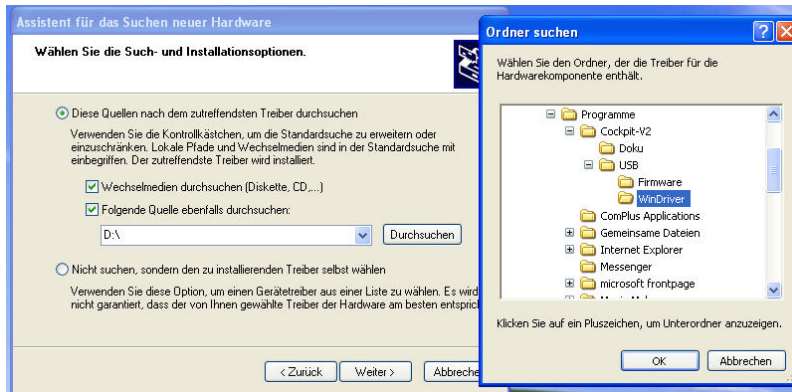 Assistent für das Suchen neuer Hardware
Wählen Sie die Such- und Installationsoptionen.
Diese Quellen nach dem zutreffendsten Treiber durchsuchen
Verwenden Sie die Kontrollkästchen, um die Standardsuche zu erweitern oder
einzuschränken. Lokale Pfade und Wechselmedien sind in der Standardsuche mit
einbegriffen. Der zutreffendste Treiber wird installiert.
Wechselmedien durchsuchen (Diskette, CD,...)
Folgende Quelle ebenfalls durchsuchen:
D:\
Durchsuchen
Nicht suchen, sondern den zu installierenden Treiber selbst wählen
Verwenden Sie diese Option, um einen Gerätetreiber aus einer Liste zu wählen. Es wird
nicht garantiert, dass der von Ihnen gewählte Treiber der Hardware am besten entspric
< Zurück
Weiter >
Abbreche
Ordner suchen
Wählen Sie den Ordner, der die Treiber für die
Hardwarekomponente enthält.
Programme
Cockpit-V2
Doku
USB
Firmware
WinDriver
ComPlus Applications
Gemeinsame Dateien
Internet Explorer
Messenger
microsoft frontpage
Klicken Sie auf ein Pluszeichen, um Unterordner anzuzeigen.
OK
Abbrechen